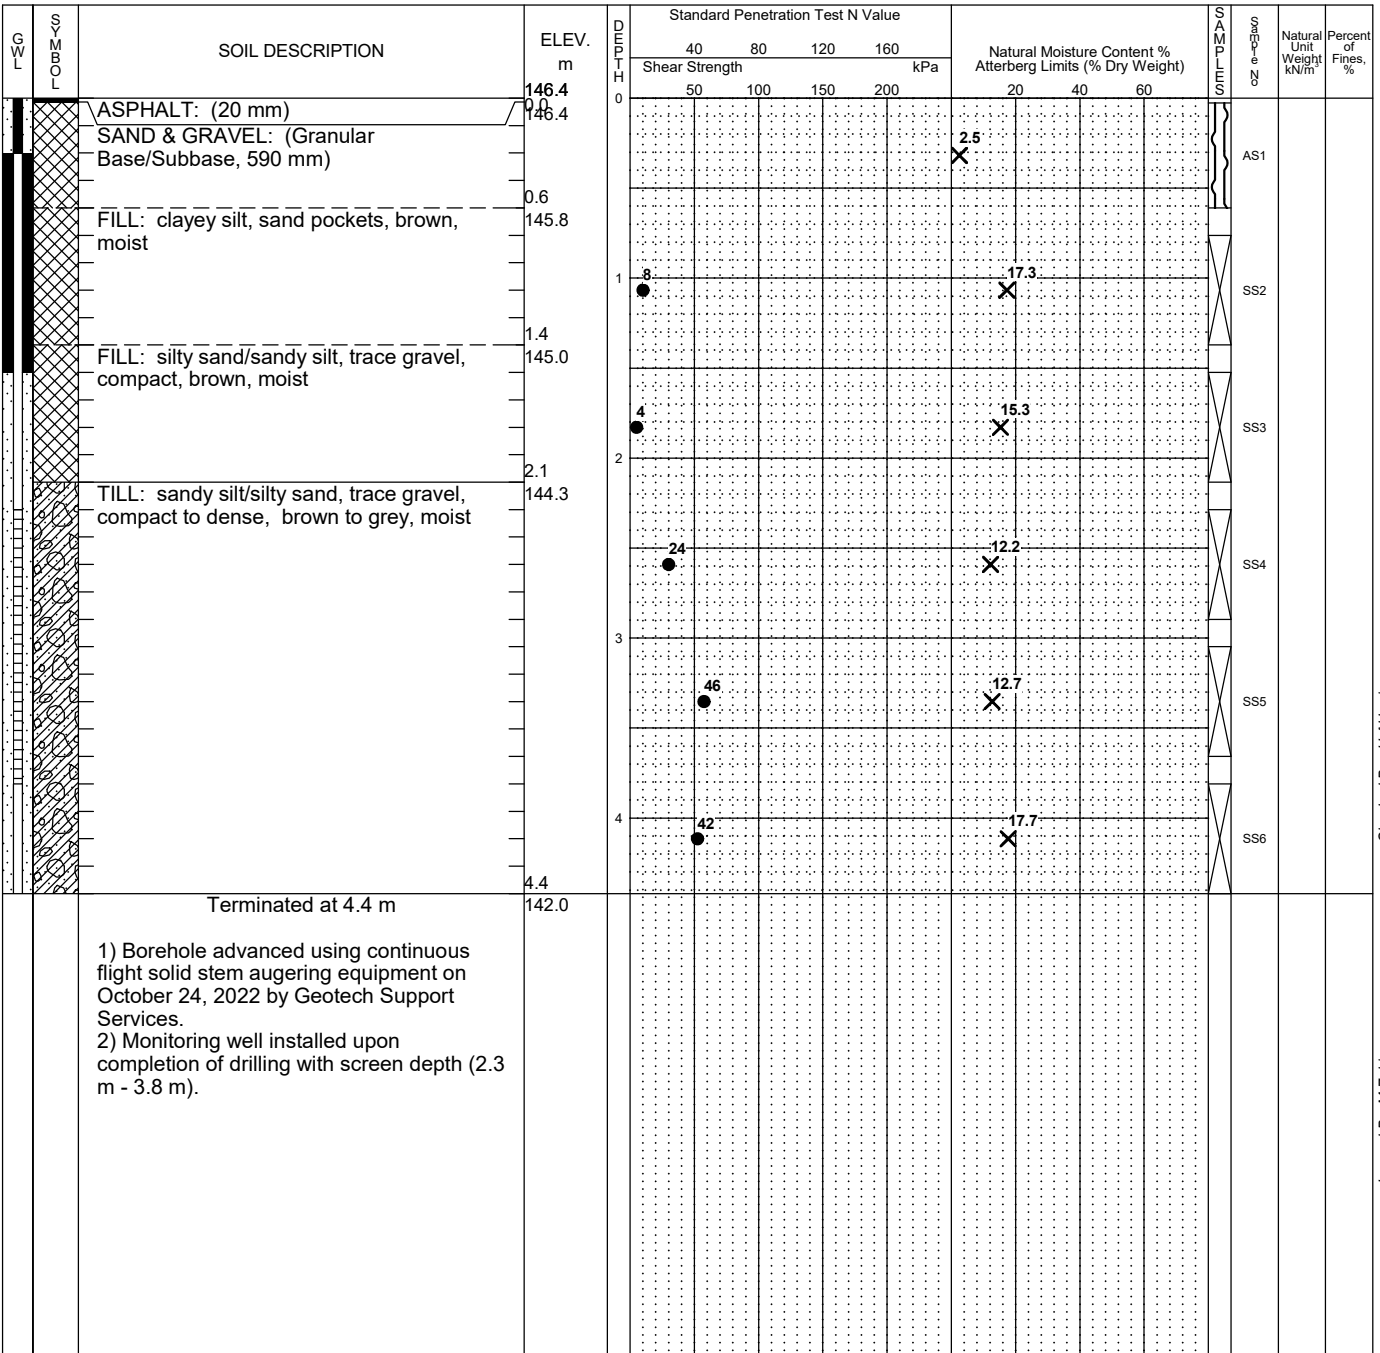 GWL
SYMBOL
SOIL DESCRIPTION
ELEV.
m
DEPTH
Standard Penetration Test N Value
40 80 120 160
Shear Strength kPa
50 100 150 200
Natural Moisture Content %
Atterberg Limits (% Dry Weight)
20 40 60
SAMPLES
Sample No
Natural
Unit
Weight
kN/m³
Percent
of
Fines,
%
146.4
0.0
146.4
0
ASPHALT: (20 mm)
SAND & GRAVEL: (Granular
Base/Subbase, 590 mm)
2.5
AS1
0.6
145.8
FILL: clayey silt, sand pockets, brown,
moist
1
8
17.3
SS2
1.4
145.0
FILL: silty sand/sandy silt, trace gravel,
compact, brown, moist
4
15.3
SS3
2
2.1
144.3
TILL: sandy silt/silty sand, trace gravel,
compact to dense, brown to grey, moist
24
12.2
SS4
3
46
12.7
SS5
4
42
17.7
SS6
4.4
142.0
Terminated at 4.4 m
1) Borehole advanced using continuous
flight solid stem augering equipment on
October 24, 2022 by Geotech Support
Services.
2) Monitoring well installed upon
completion of drilling with screen depth (2.3
m - 3.8 m).